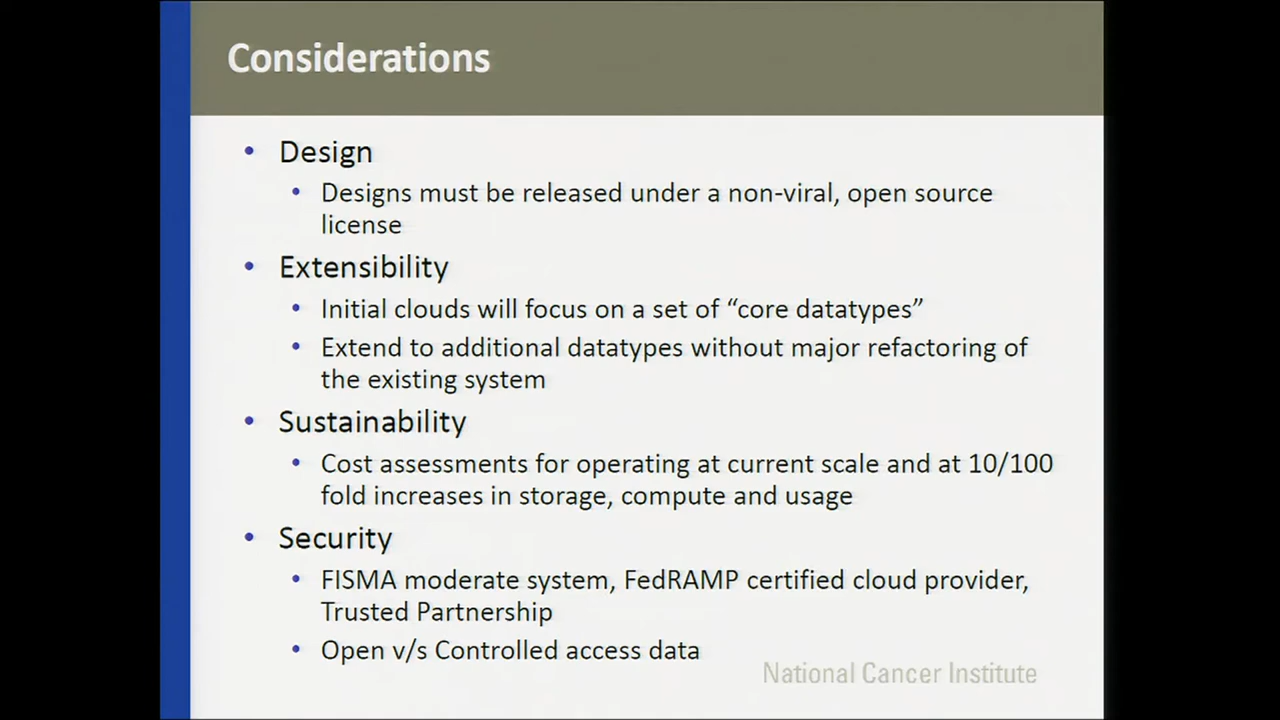 Considerations
• Design
• Designs must be released under a non-viral, open source
license
• Extensibility
• Initial clouds will focus on a set of “core datatypes”
• Extend to additional datatypes without major refactoring of
the existing system
• Sustainability
• Cost assessments for operating at current scale and at 10/100
fold increases in storage, compute and usage
• Security
• FISMA moderate system, FedRAMP certified cloud provider,
Trusted Partnership
• Open v/s Controlled access data
National Cancer Institute